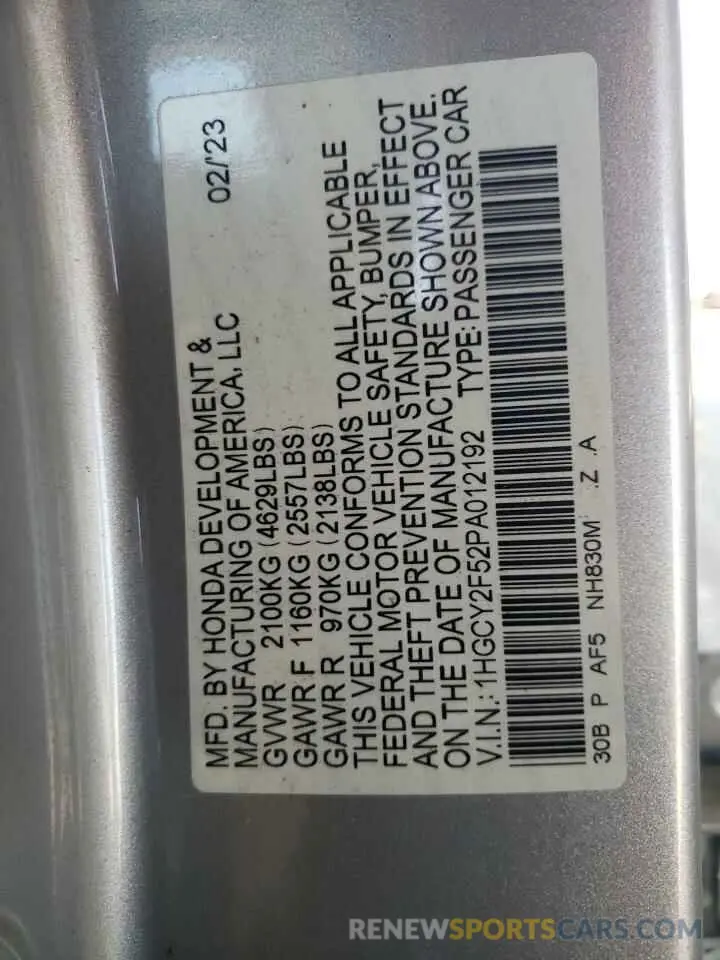 MFD. BY HONDA DEVELOPMENT & 02/'23
MANUFACTURING OF AMERICA, LLC
GVWR 2100KG (4629LBS)
GAWR F 1160KG (2557LBS)
GAWR R 970KG (2138LBS)
THIS VEHICLE CONFORMS TO ALL APPLICABLE
FEDERAL MOTOR VEHICLE SAFETY, BUMPER,
AND THEFT PREVENTION STANDARDS IN EFFECT
ON THE DATE OF MANUFACTURE SHOWN ABOVE.
V.I.N.: 1HGCY2F52PA012192 TYPE: PASSENGER CAR
30B P AF5 NH830M .Z .A
RENEWSPORTSCARS.COM